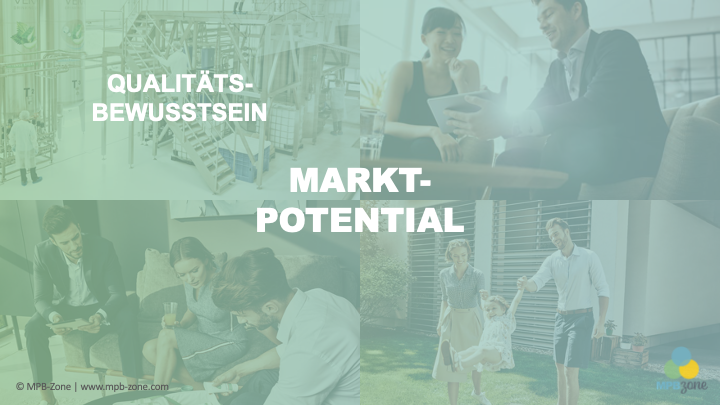 QUALITÄTS-
BEWUSSTSEIN
MARKT-
POTENTIAL
© MPB-Zone | www.mpb-zone.com
MPB zone